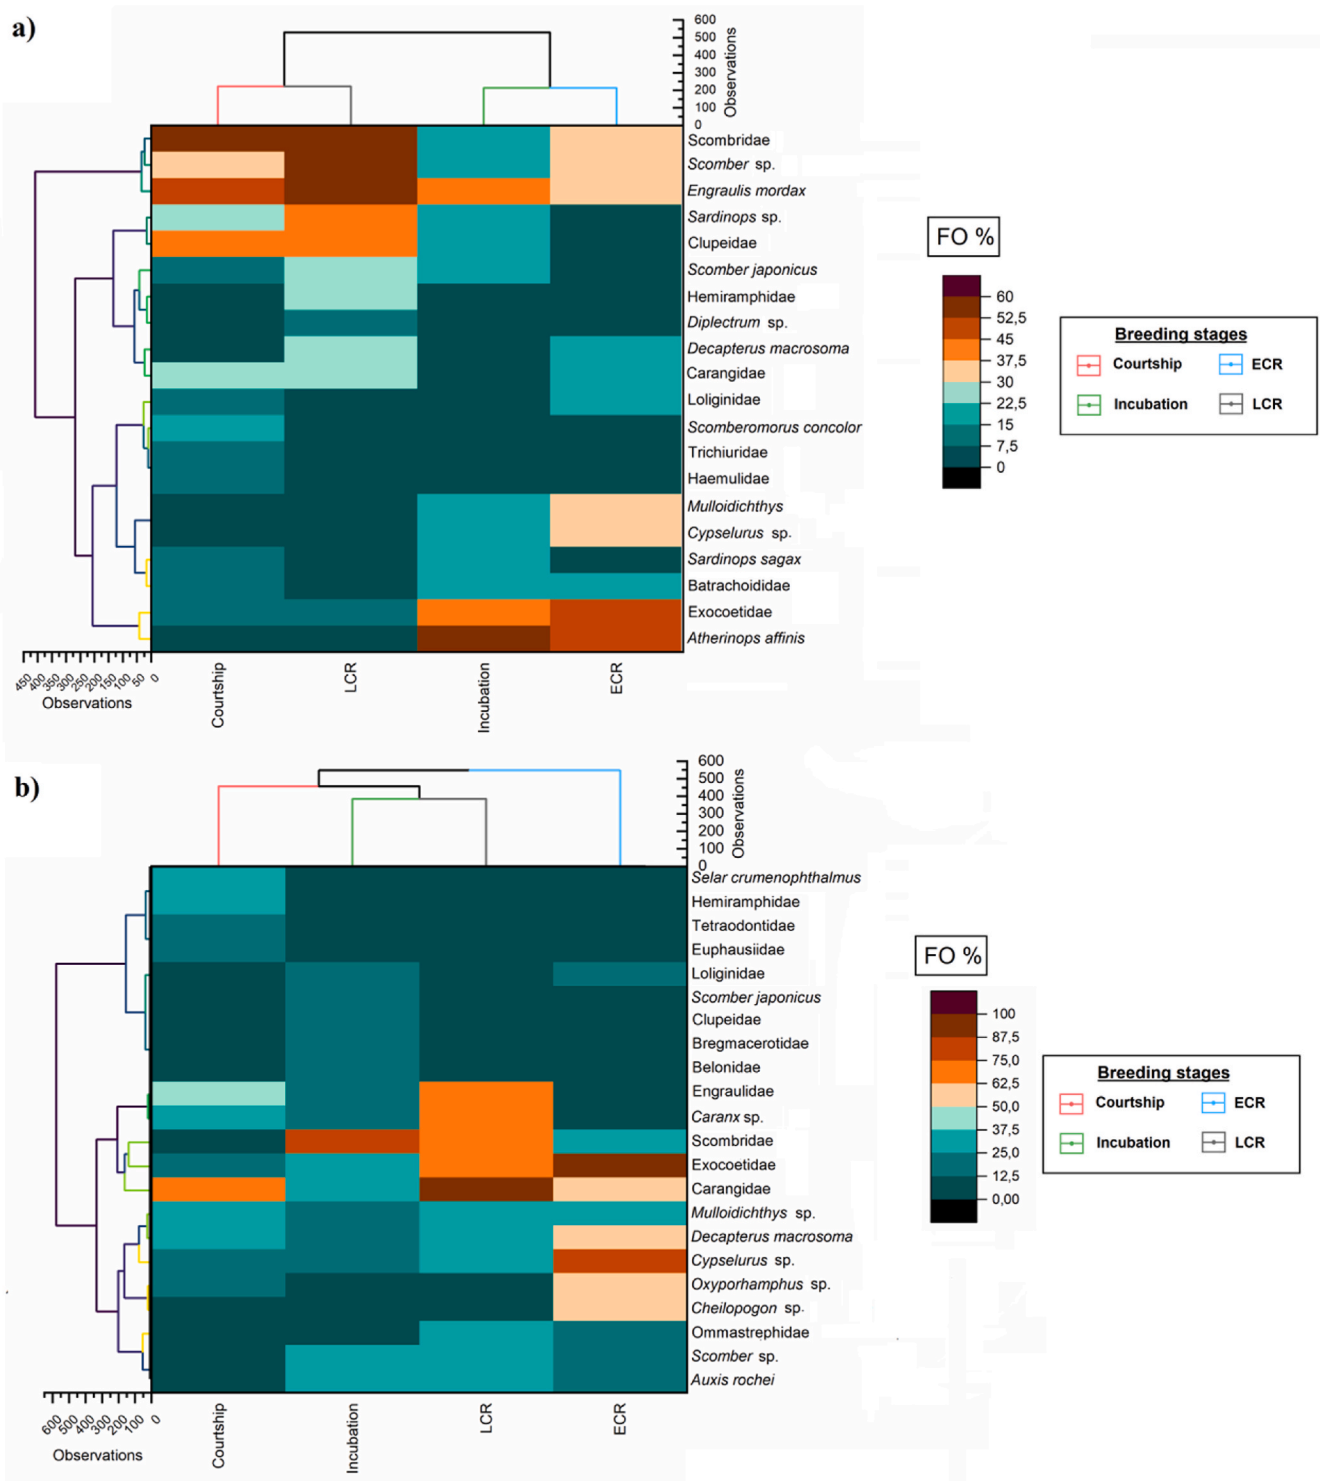 a)
600
500
400
300
200
100
0
Observations
Scombridae
Scomber sp.
Engraulis mordax
Sardinops sp.
Clupeidae
Scomber japonicus
Hemiramphidae
Diplectrum sp.
Decapterus macrosoma
Carangidae
Loliginidae
Scomberomorus concolor
Trichiuridae
Haemulidae
Mulloidichthys
Cypselurus sp.
Sardinops sagax
Batrachoididae
Exocoetidae
Atherinops affinis
450 400 350 300 250 200 150 100 50 0
Observations
Courtship
LCR
Incubation
ECR
FO %
60
52,5
45
37,5
30
22,5
15
7,5
0
Breeding stages
Courtship ECR
Incubation LCR
b)
600
500
400
300
200
100
0
Observations
Selar crumenophthalmus
Hemiramphidae
Tetraodontidae
Euphausiidae
Loliginidae
Scomber japonicus
Clupeidae
Bregmacerotidae
Belonidae
Engraulidae
Caranx sp.
Scombridae
Exocoetidae
Carangidae
Mulloidichthys sp.
Decapterus macrosoma
Cypselurus sp.
Oxyporhamphus sp.
Cheilopogon sp.
Ommastrephidae
Scomber sp.
Auxis rochei
600 500 400 300 200 100 0
Observations
Courtship
Incubation
LCR
ECR
FO %
100
87,5
75,0
62,5
50,0
37,5
25,0
12,5
0,00
Breeding stages
Courtship ECR
Incubation LCR